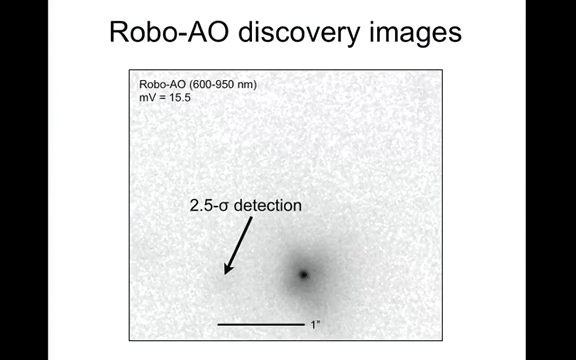 Robo-AO discovery images
Robo-AO (600-950 nm)
mV = 15.5
2.5-σ detection
1"